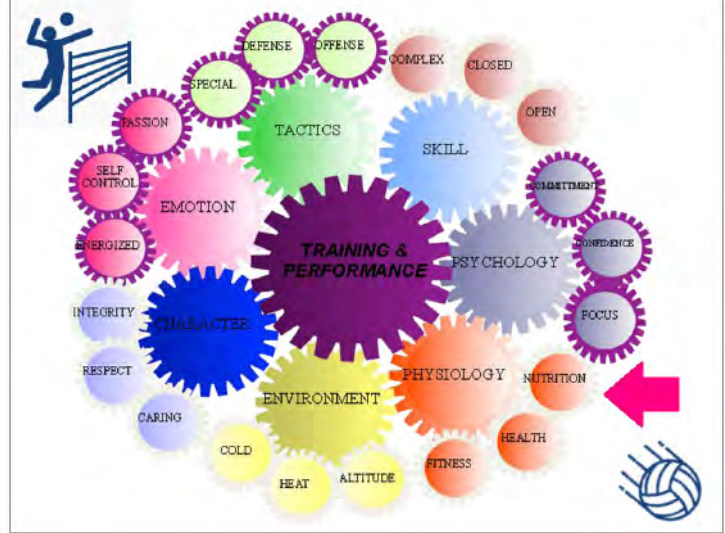 DEFENSE
OFFENSE
COMPLEX
CLOSED
SPECIAL
OPEN
PASSION
TACTICS
SKILL
SELF
CONTROL
COMMITTMENT
EMOTION
ENERGIZED
CONFIDENCE
TRAINING &
PERFORMANCE
PSYCHOLOGY
INTEGRITY
CHARACTER
FOCUS
RESPECT
PHYSIOLOGY
NUTRITION
ENVIRONMENT
CARING
HEALTH
COLD
FITNESS
HEAT
ALTITUDE